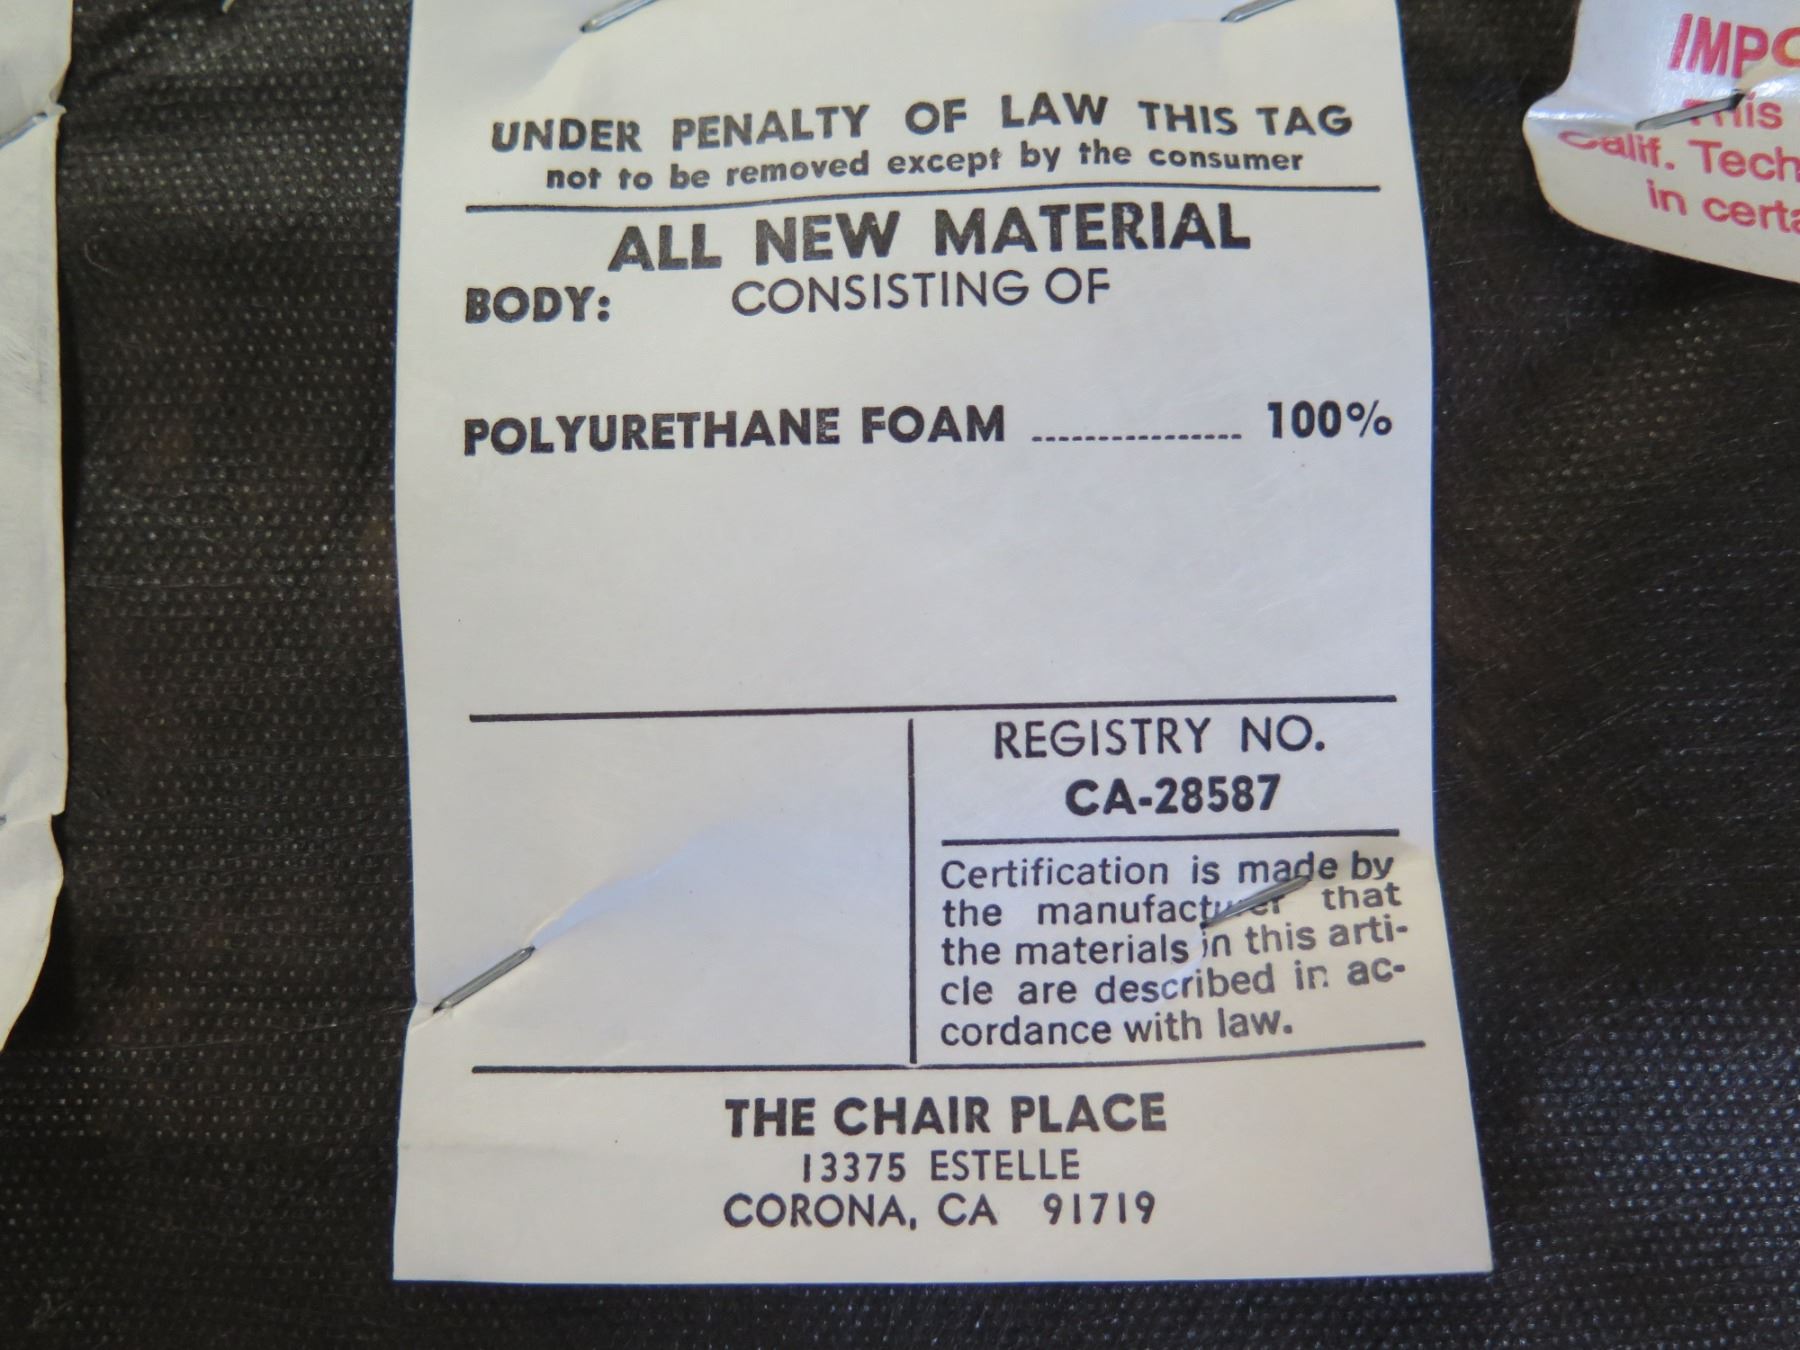 UNDER PENALTY OF LAW THIS TAG
not to be removed except by the consumer
ALL NEW MATERIAL
BODY: CONSISTING OF
POLYURETHANE FOAM ................ 100%
REGISTRY NO.
CA-28587
Certification is made by
the manufacturer that
the materials in this arti-
cle are described in ac-
cordance with law.
THE CHAIR PLACE
13375 ESTELLE
CORONA, CA 91719
This
Calif. Tech
in